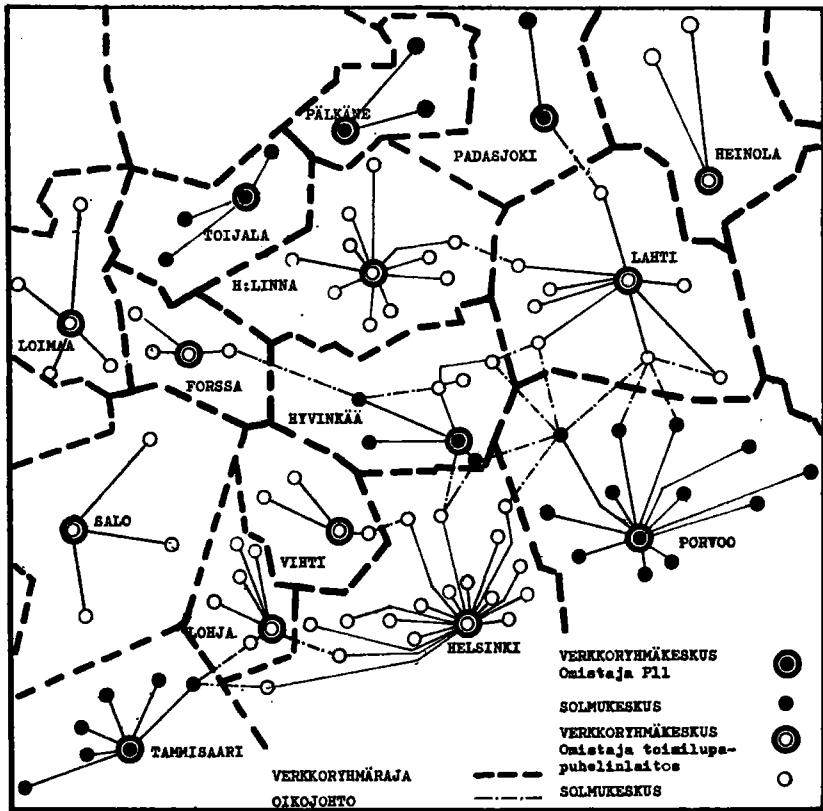 PÄLKÄNE
PADASJOKI
HEINOLA
TOIJALA
H:LINNA
LAHTI
LOIMAA
FORSSA
HYVINKÄÄ
SALO
VIHTI
PORVOO
LOHJA
HELSINKI
TAMMISAARI
VERKKORYHMÄKESKUS
Omistaja Pll
SOLMUKESKUS
VERKKORYHMÄKESKUS
Omistaja toimilupa-
puhelinlaitos
VERKKORYHMÄRAJA
SOLMUKESKUS
OIKOJOHTO